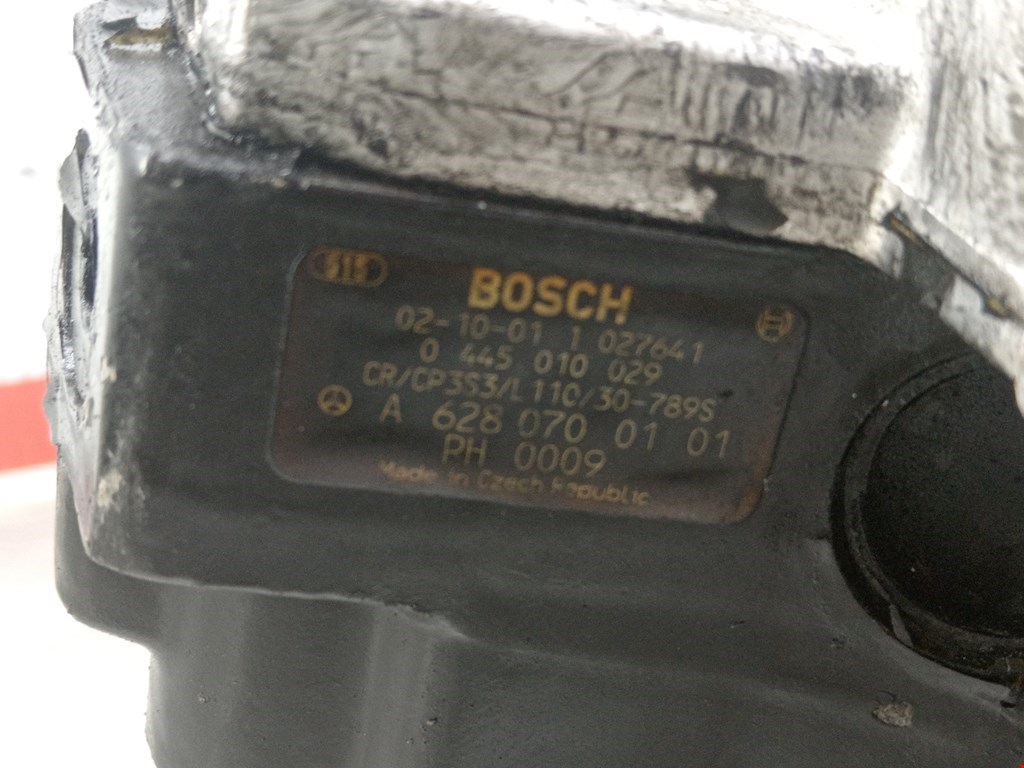 515
BOSCH
02-10-01 1 027641
0 445 010 029
CR/CP3S3/L110/30-789S
A 628 070 01 01
PH 0009
Made in Czech Republic